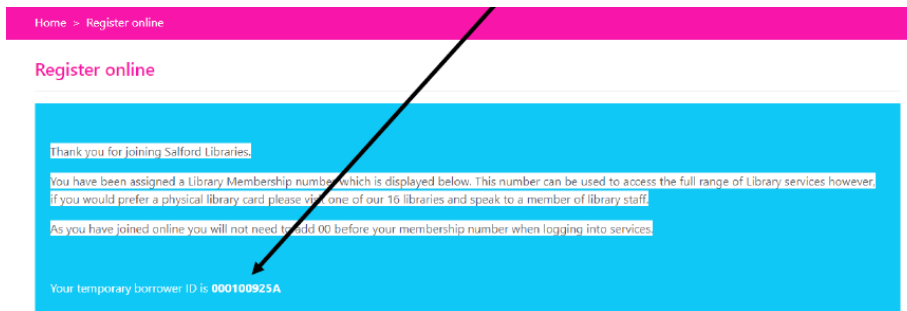 Home > Register online
Register online
Thank you for joining Salford Libraries.
You have been assigned a Library Membership number which is displayed below. This number can be used to access the full range of Library services however,
if you would prefer a physical library card please visit one of our 16 libraries and speak to a member of library staff.
As you have joined online you will not need to add 00 before your membership number when logging into services.
Your temporary borrower ID is 000100925A